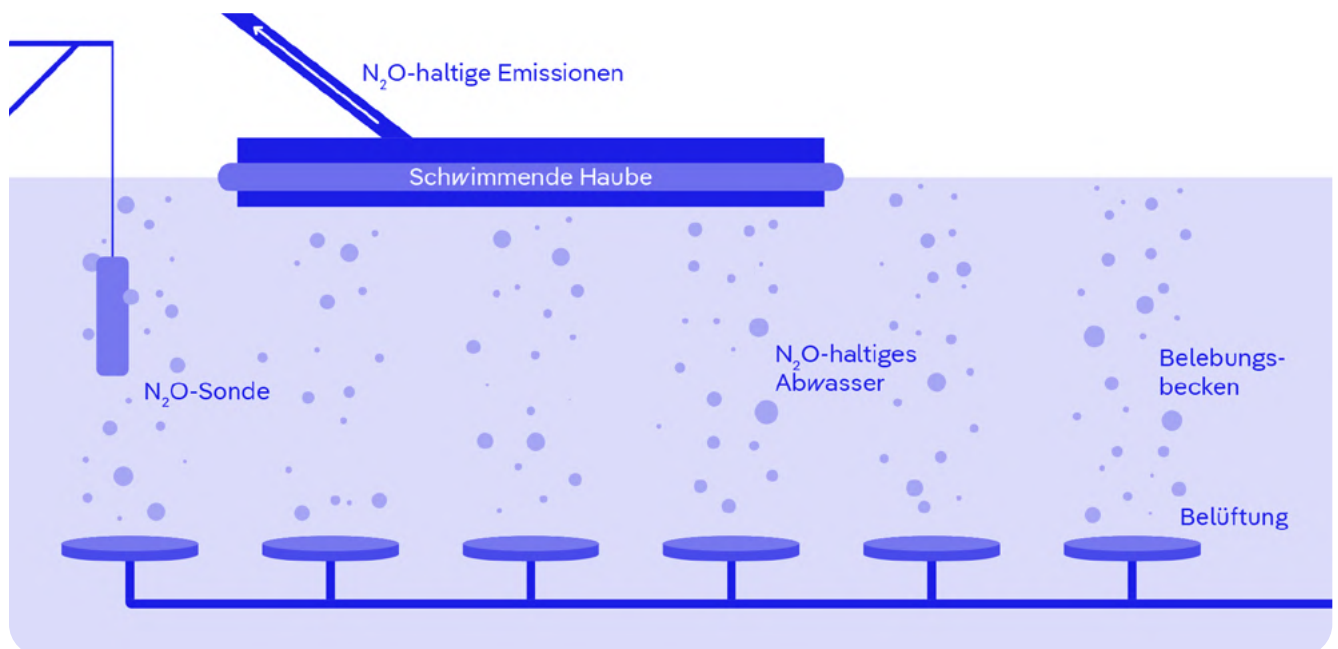 N₂O-haltige Emissionen
Schwimmende Haube
N₂O-haltiges
Abwasser
Belebungs-
becken
N₂O-Sonde
Belüftung